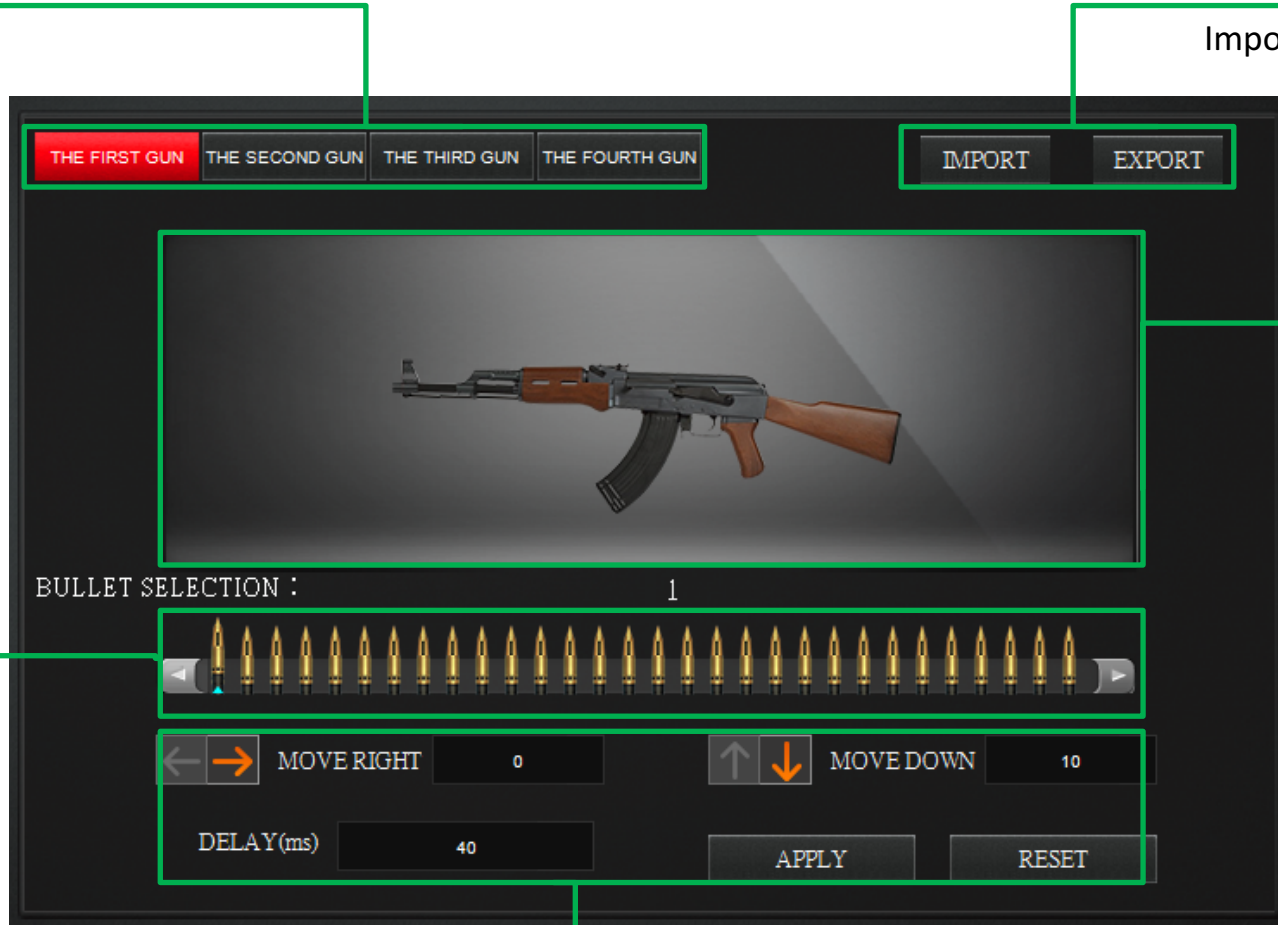 Impo
THE FIRST GUN THE SECOND GUN THE THIRD GUN THE FOURTH GUN IMPORT EXPORT
BULLET SELECTION： 1
MOVE RIGHT 0 MOVE DOWN 10
DELAY(ms) 40 APPLY RESET